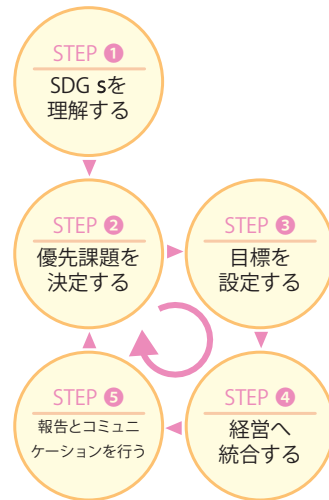 STEP ❶
SDG sを
理解する
STEP ❷
優先課題を
決定する
STEP ❸
目標を
設定する
STEP ❹
経営へ
統合する
STEP ❺
報告とコミュニ
ケーションを行う